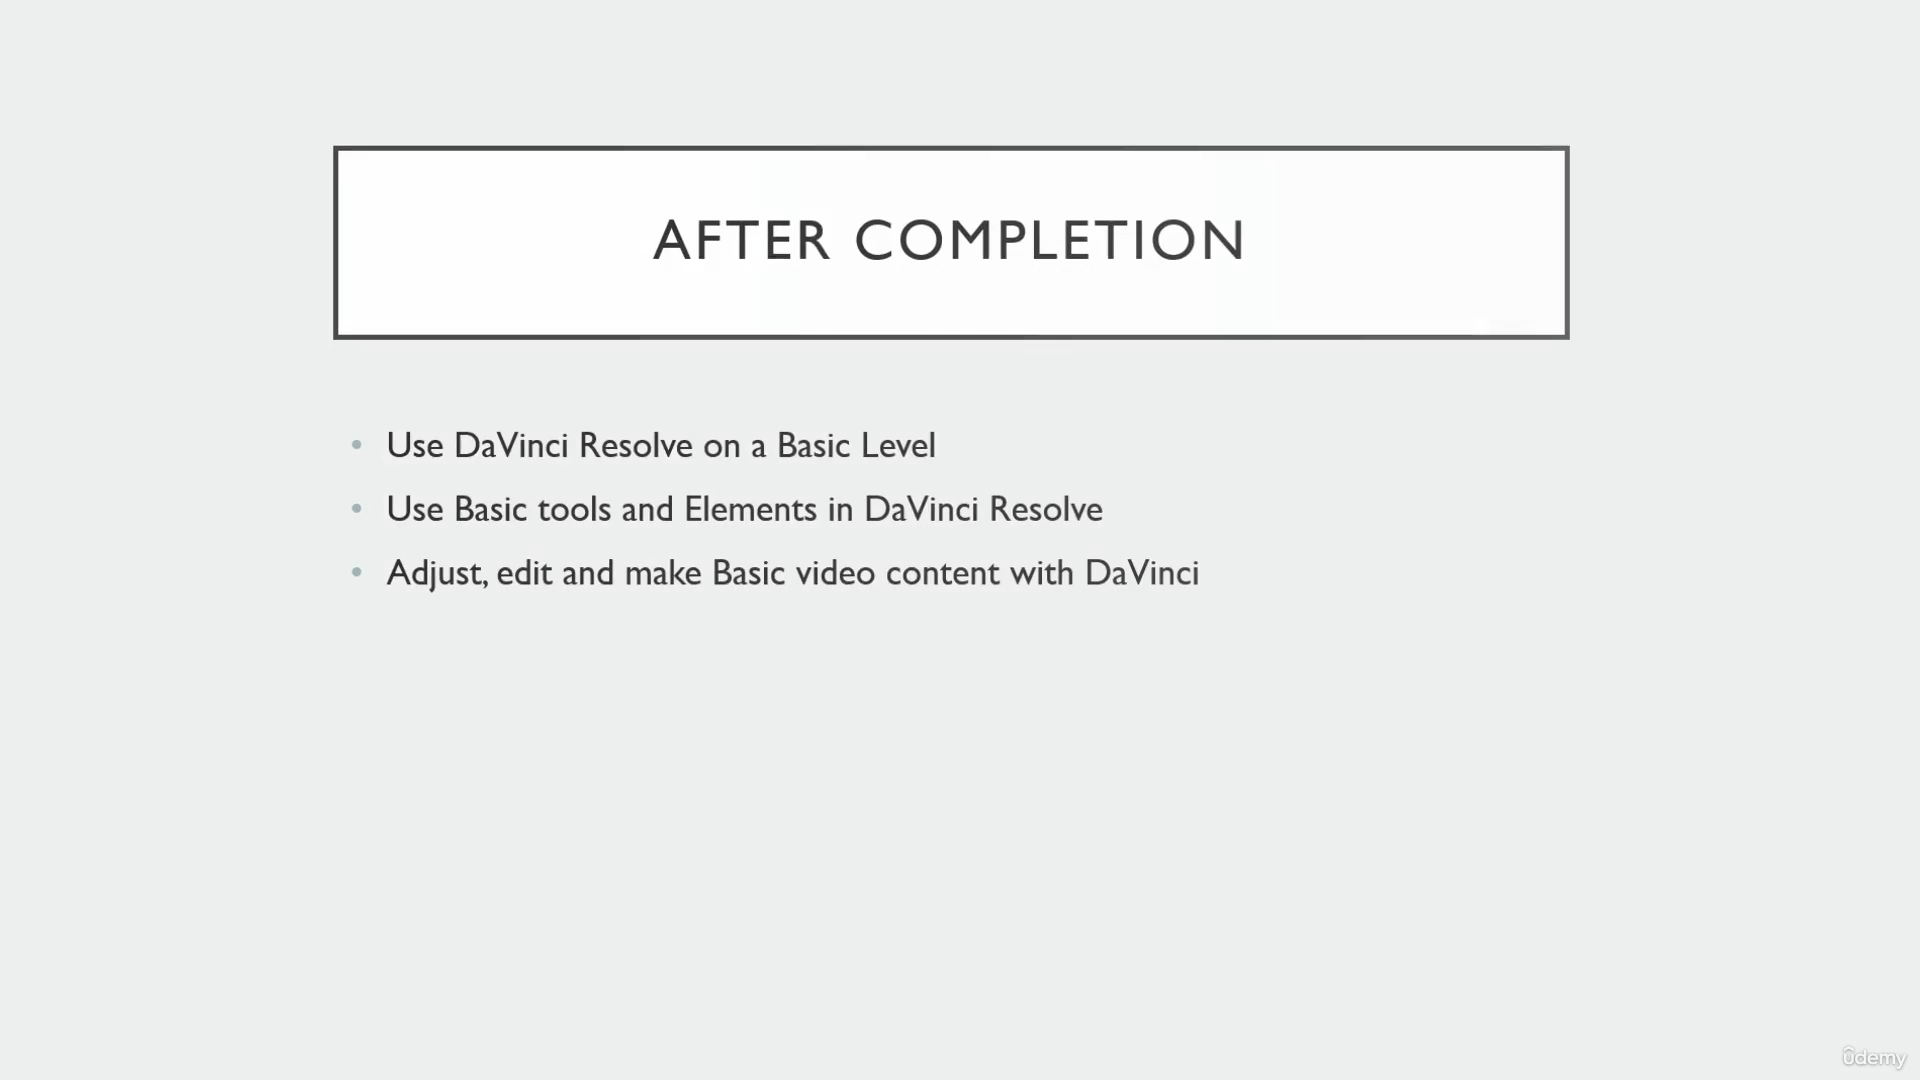 AFTER COMPLETION
• Use DaVinci Resolve on a Basic Level
• Use Basic tools and Elements in DaVinci Resolve
• Adjust, edit and make Basic video content with DaVinci
ûdemy